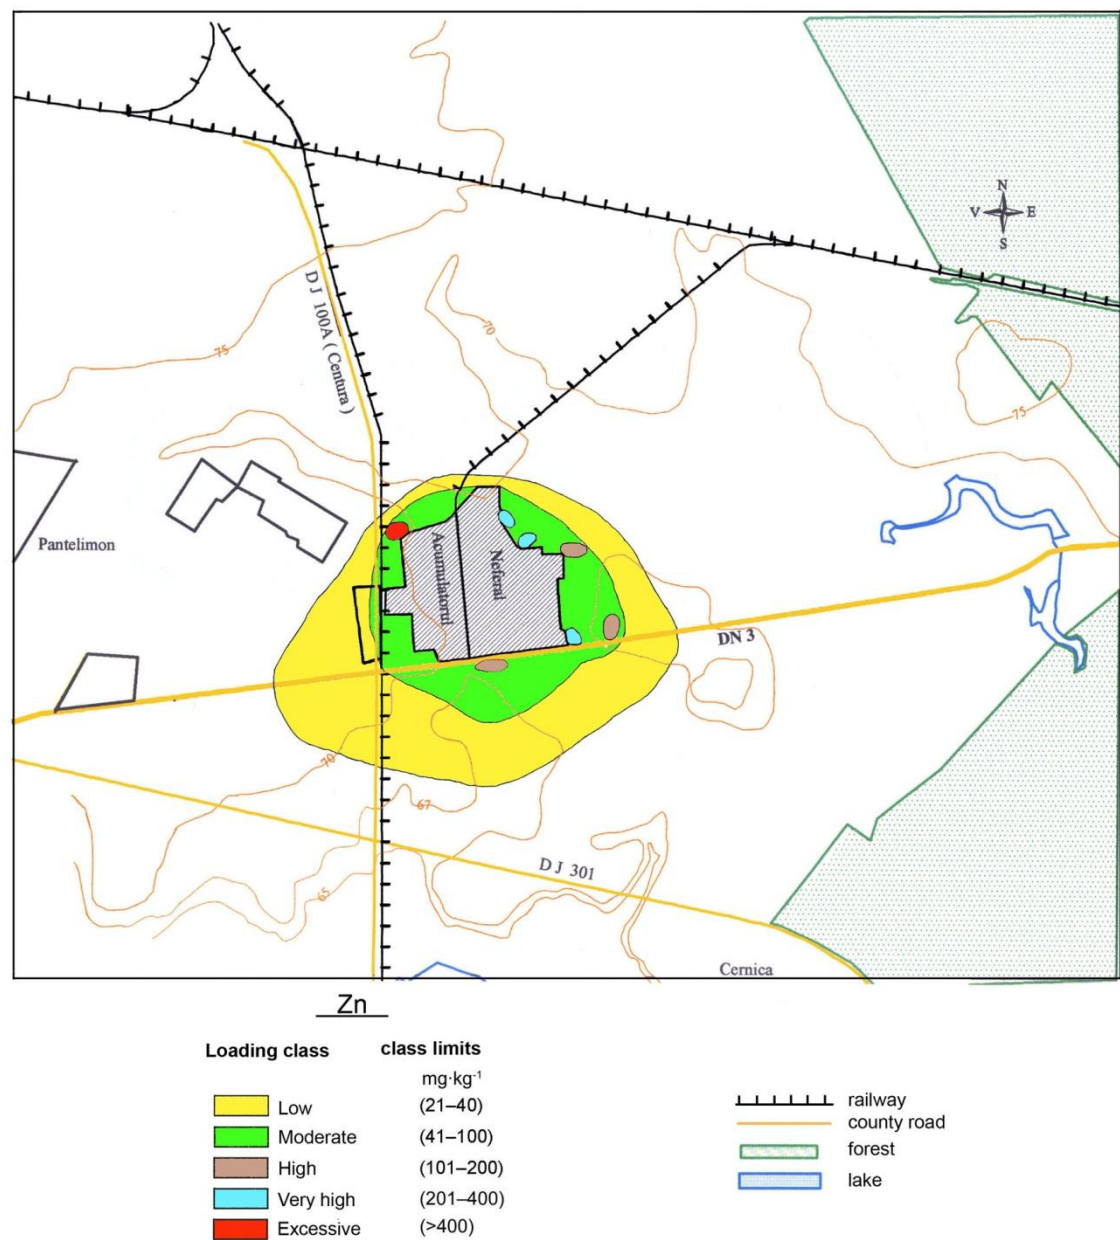 N
V E
S
D J 100A ( Centura )
70
75
75
Pantelimon
Acumulatorul
Neferal
DN 3
70
67
D J 301
65
Cernica
Zn
Loading class class limits
mg·kg-1
Low (21–40)
Moderate (41–100)
High (101–200)
Very high (201–400)
Excessive (>400)
railway
county road
forest
lake